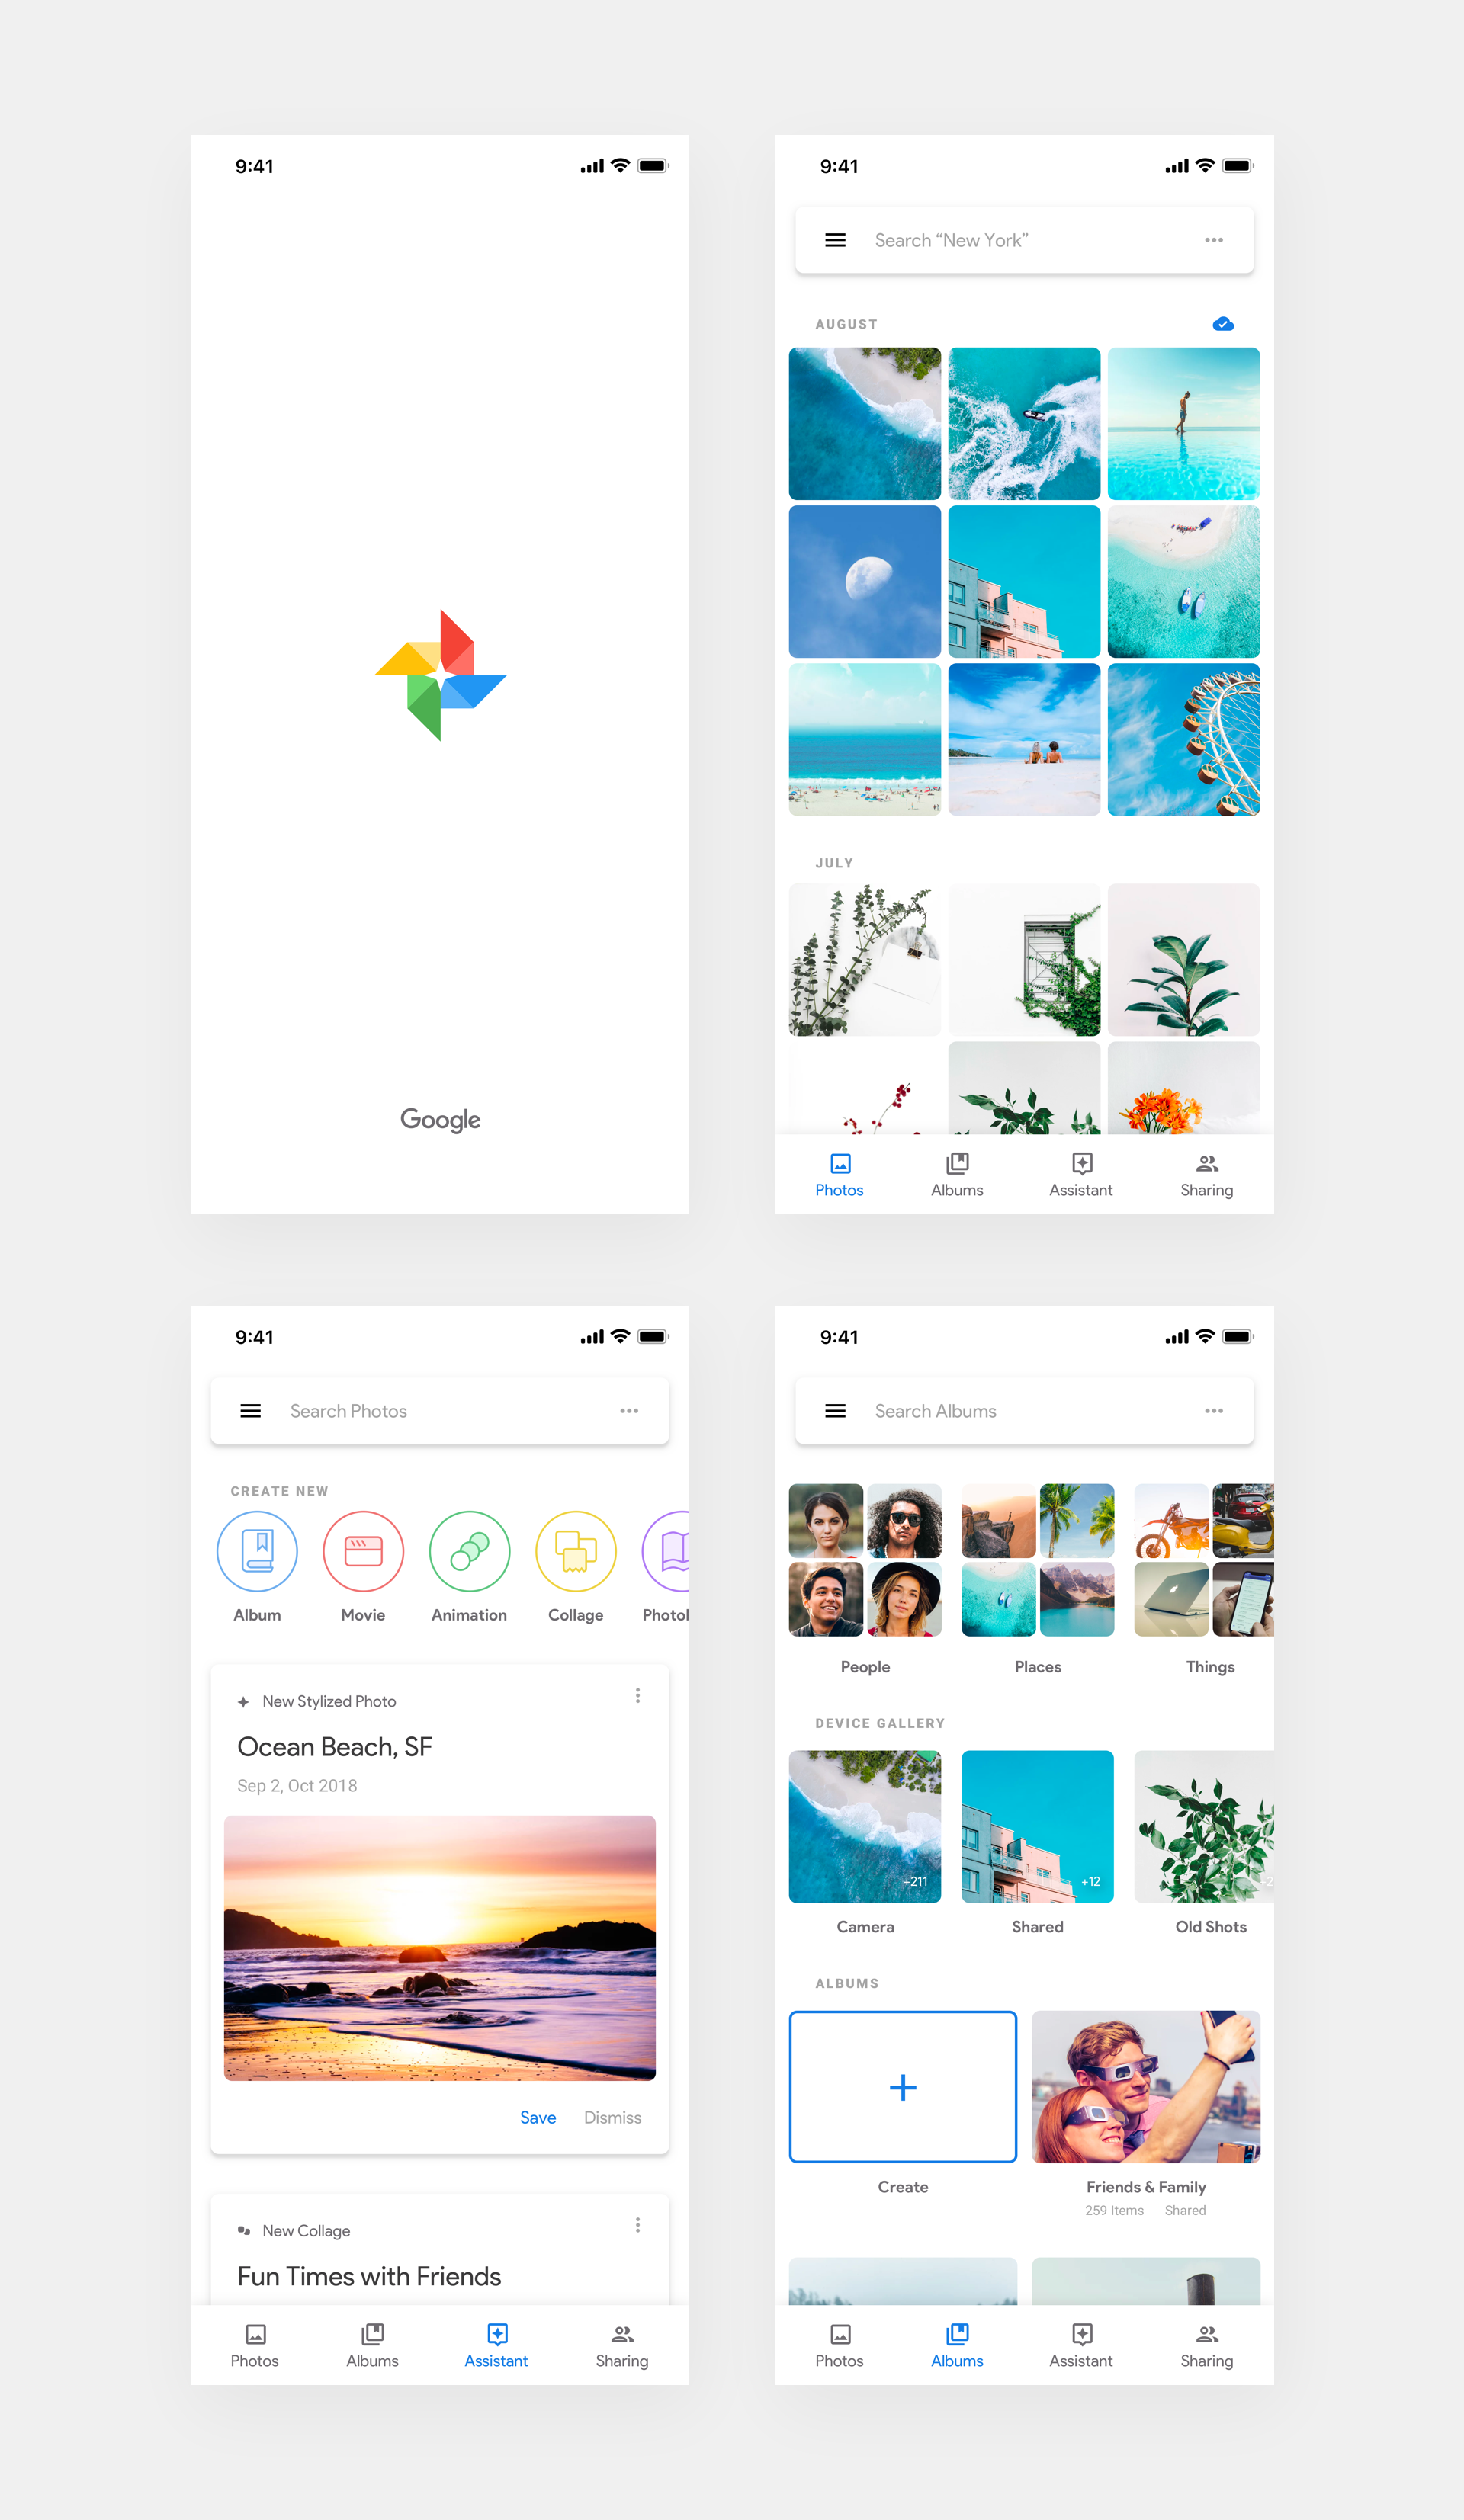 9:41
Google
9:41
Search “New York”
AUGUST
JULY
Photos Albums Assistant Sharing
9:41
Search Photos
CREATE NEW
Album Movie Animation Collage
New Stylized Photo
Ocean Beach, SF
Sep 2, Oct 2018
Save Dismiss
New Collage
Fun Times with Friends
Photos Albums Assistant Sharing
9:41
Search Albums
People Places Things
DEVICE GALLERY
+211 +12
Camera Shared Old Shots
ALBUMS
Create Friends & Family
259 Items Shared
Photos Albums Assistant Sharing